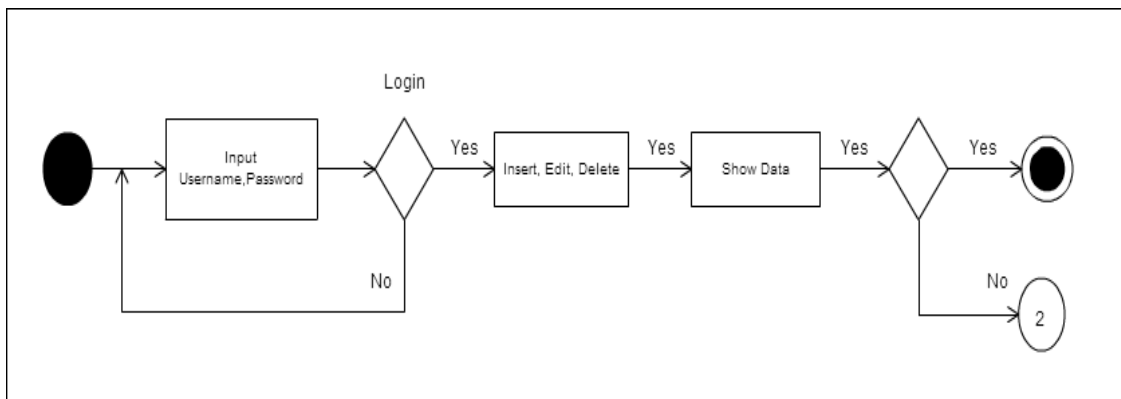 Login
Input
Username,Password
Yes
Insert, Edit, Delete
Yes
Show Data
Yes
Yes
No
No
2